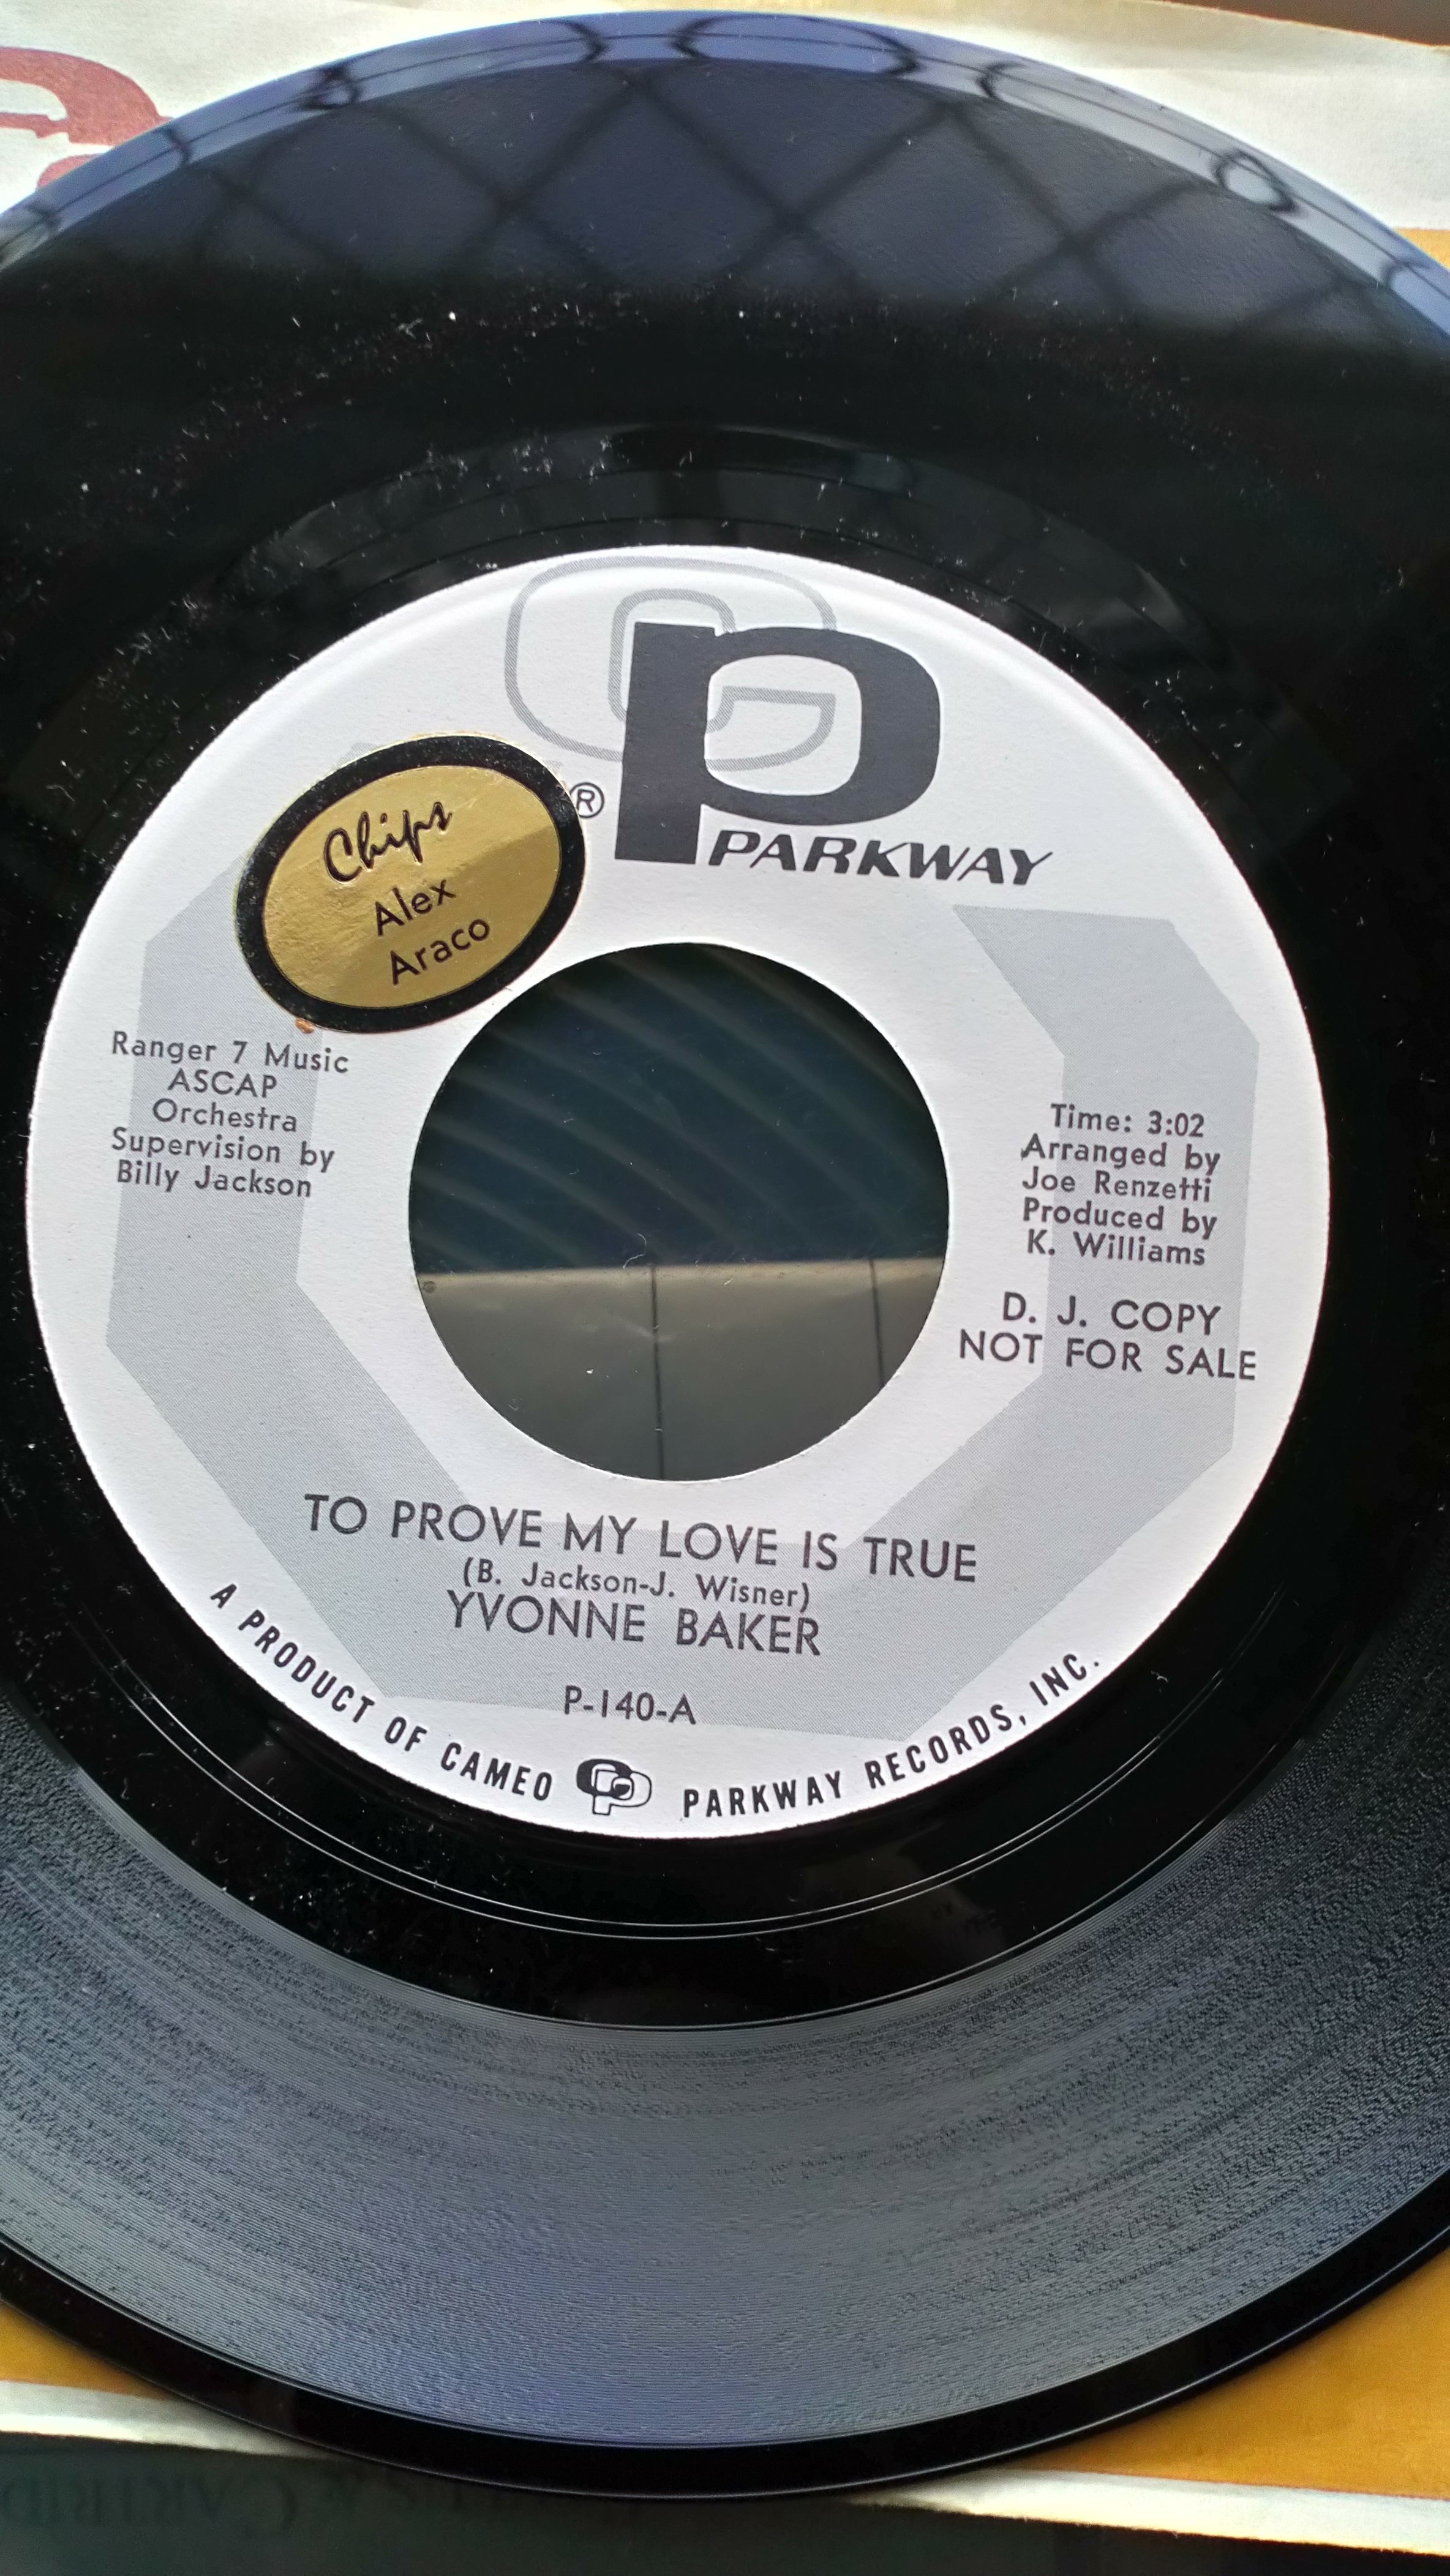 ®
PARKWAY
Chips
Alex
Araco
Ranger 7 Music
ASCAP
Orchestra
Supervision by
Billy Jackson
Time: 3:02
Arranged by
Joe Renzetti
Produced by
K. Williams
D. J. COPY
NOT FOR SALE
TO PROVE MY LOVE IS TRUE
(B. Jackson-J. Wisner)
YVONNE BAKER
P-140-A
A PRODUCT OF CAMEO PARKWAY RECORDS, INC.